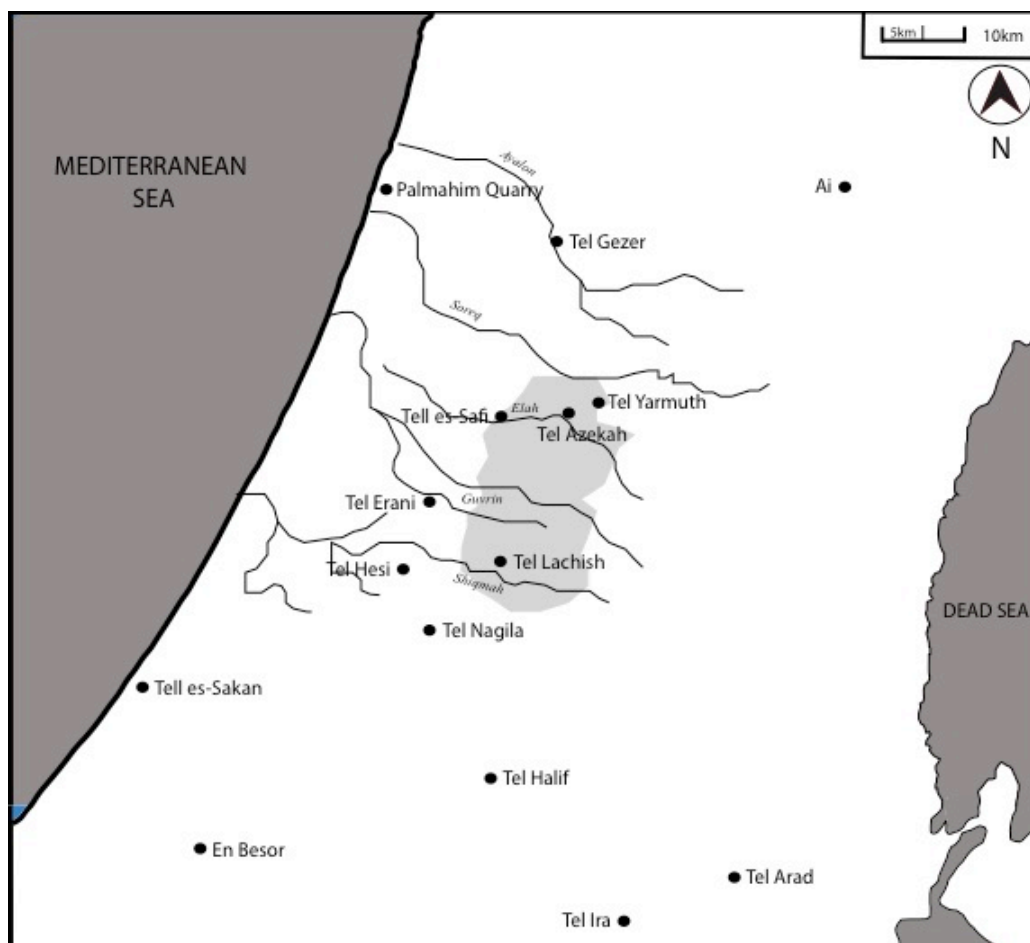 5km 10km
N
MEDITERRANEAN
SEA
Ayalon
Palmahim Quarry
Ai
Tel Gezer
Soreq
Tel Yarmuth
Tell es-Safi
Elah
Tel Azekah
Tel Erani
Guvrin
Tel Lachish
Tel Hesi
Shiqmah
DEAD SEA
Tel Nagila
Tell es-Sakan
Tel Halif
En Besor
Tel Arad
Tel Ira